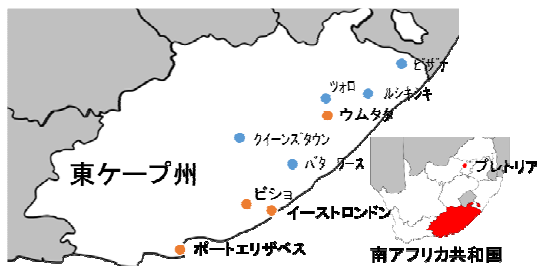 ビザナ
ツォロ
ルシキシキ
ウムタタ
クイーンズタウン
バタワース
東ケープ州
プレトリア
ビショ
イーストロンドン
ポートエリザベス
南アフリカ共和国